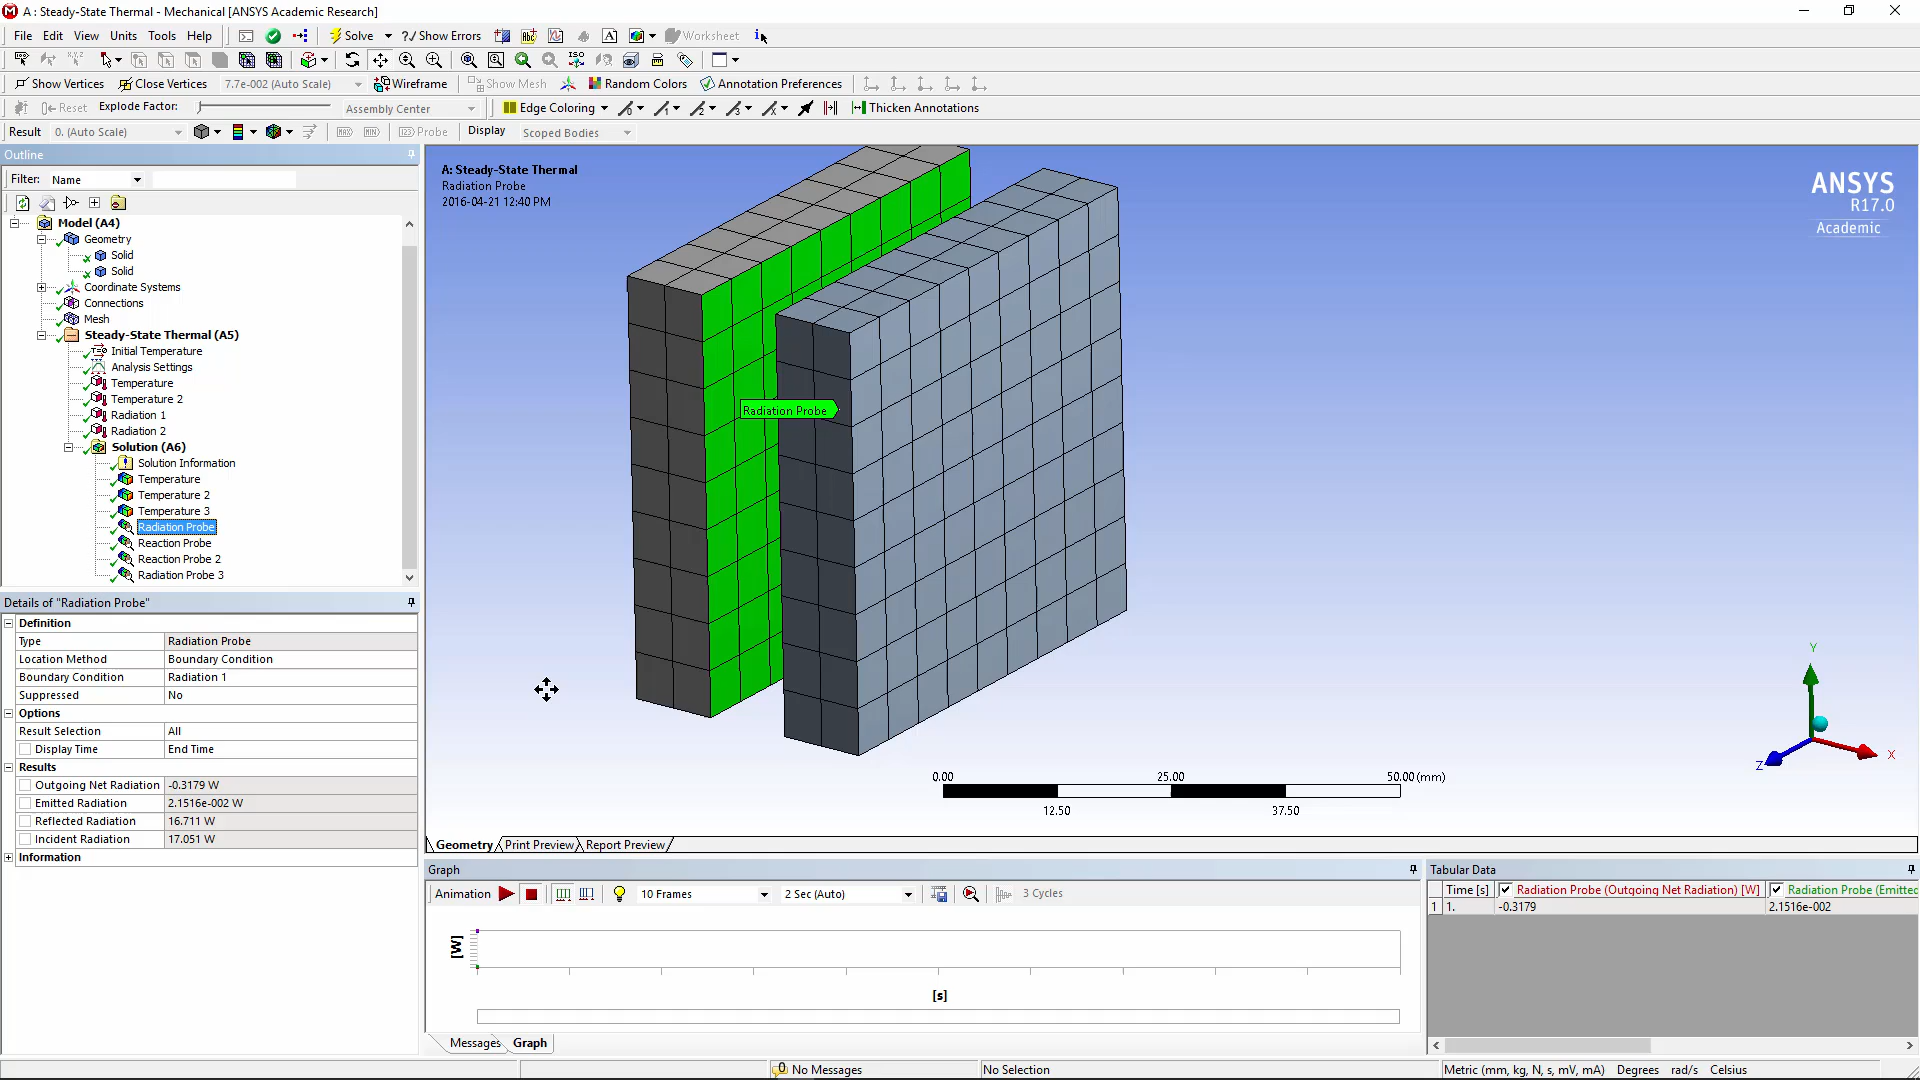 A : Steady-State Thermal - Mechanical [ANSYS Academic Research]
File Edit View Units Tools Help Solve ?/ Show Errors Worksheet
Show Vertices Close Vertices 7.7e-002 (Auto Scale) Wireframe Show Mesh Random Colors Annotation Preferences
Reset Explode Factor: Assembly Center Edge Coloring Thicken Annotations
Result 0. (Auto Scale) MAX MIN Probe Display Scoped Bodies
Outline
Filter: Name
Model (A4)
Geometry
Solid
Solid
Coordinate Systems
Connections
Mesh
Steady-State Thermal (A5)
Initial Temperature
Analysis Settings
Temperature
Temperature 2
Radiation 1
Radiation 2
Solution (A6)
Solution Information
Temperature
Temperature 2
Temperature 3
Radiation Probe
Reaction Probe
Reaction Probe 2
Radiation Probe 3
Details of "Radiation Probe"
Definition
Type Radiation Probe
Location Method Boundary Condition
Boundary Condition Radiation 1
Suppressed No
Options
Result Selection All
Display Time End Time
Results
Outgoing Net Radiation -0.3179 W
Emitted Radiation 2.1516e-002 W
Reflected Radiation 16.711 W
Incident Radiation 17.051 W
Information
A: Steady-State Thermal
Radiation Probe
2016-04-21 12:40 PM
ANSYS
R17.0
Academic
Radiation Probe
Y
X
Z
0.00 25.00 50.00 (mm)
12.50 37.50
Geometry Print Preview Report Preview
Graph
Animation 10 Frames 2 Sec (Auto) 3 Cycles
[W]
[s]
Messages Graph
Tabular Data
Time [s] Radiation Probe (Outgoing Net Radiation) [W] Radiation Probe (Emitted
1 1. -0.3179 2.1516e-002
0 No Messages No Selection Metric (mm, kg, N, s, mV, mA) Degrees rad/s Celsius